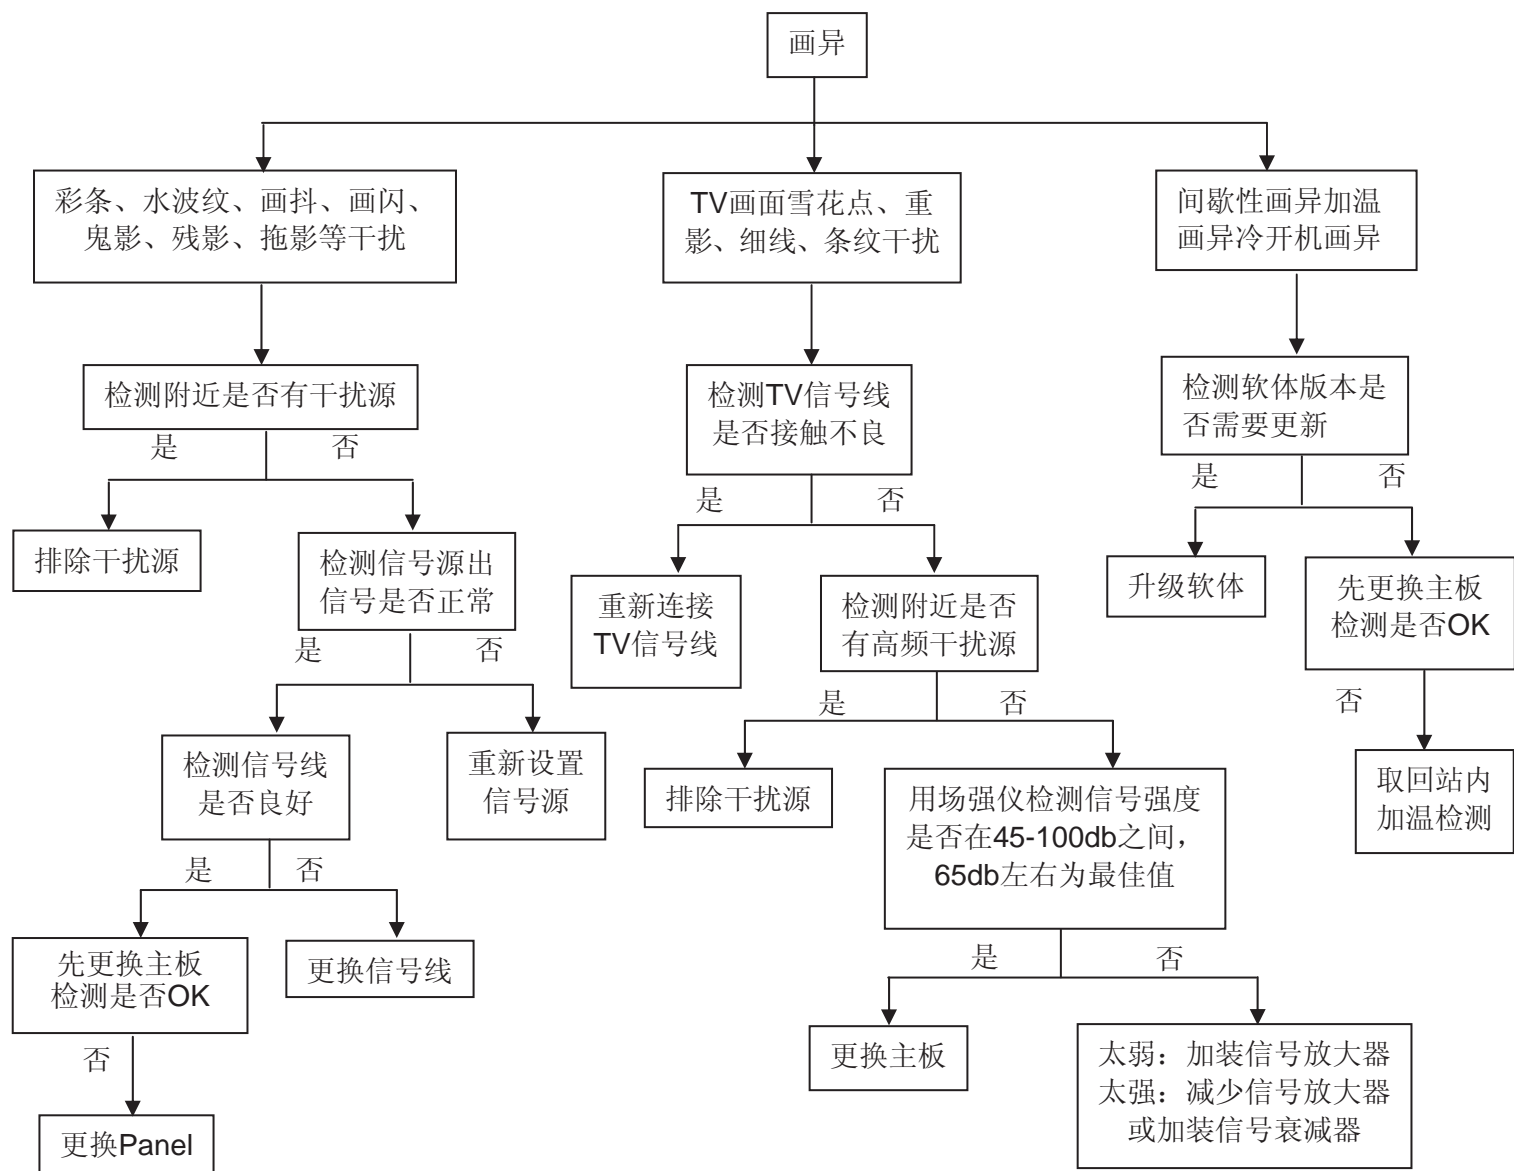 画异
彩条、水波纹、画抖、画闪、
鬼影、残影、拖影等干扰
TV画面雪花点、重
影、细线、条纹干扰
间歇性画异加温
画异冷开机画异
检测附近是否有干扰源
检测TV信号线
是否接触不良
检测软体版本是
否需要更新
是
否
是
否
是
否
排除干扰源
检测信号源出
信号是否正常
重新连接
TV信号线
检测附近是否
有高频干扰源
升级软体
先更换主板
检测是否OK
是
否
是
否
否
检测信号线
是否良好
重新设置
信号源
排除干扰源
用场强仪检测信号强度
是否在45-100db之间，
65db左右为最佳值
取回站内
加温检测
是
否
先更换主板
检测是否OK
更换信号线
是
否
否
更换主板
太弱：加装信号放大器
太强：减少信号放大器
或加装信号衰减器
更换Panel